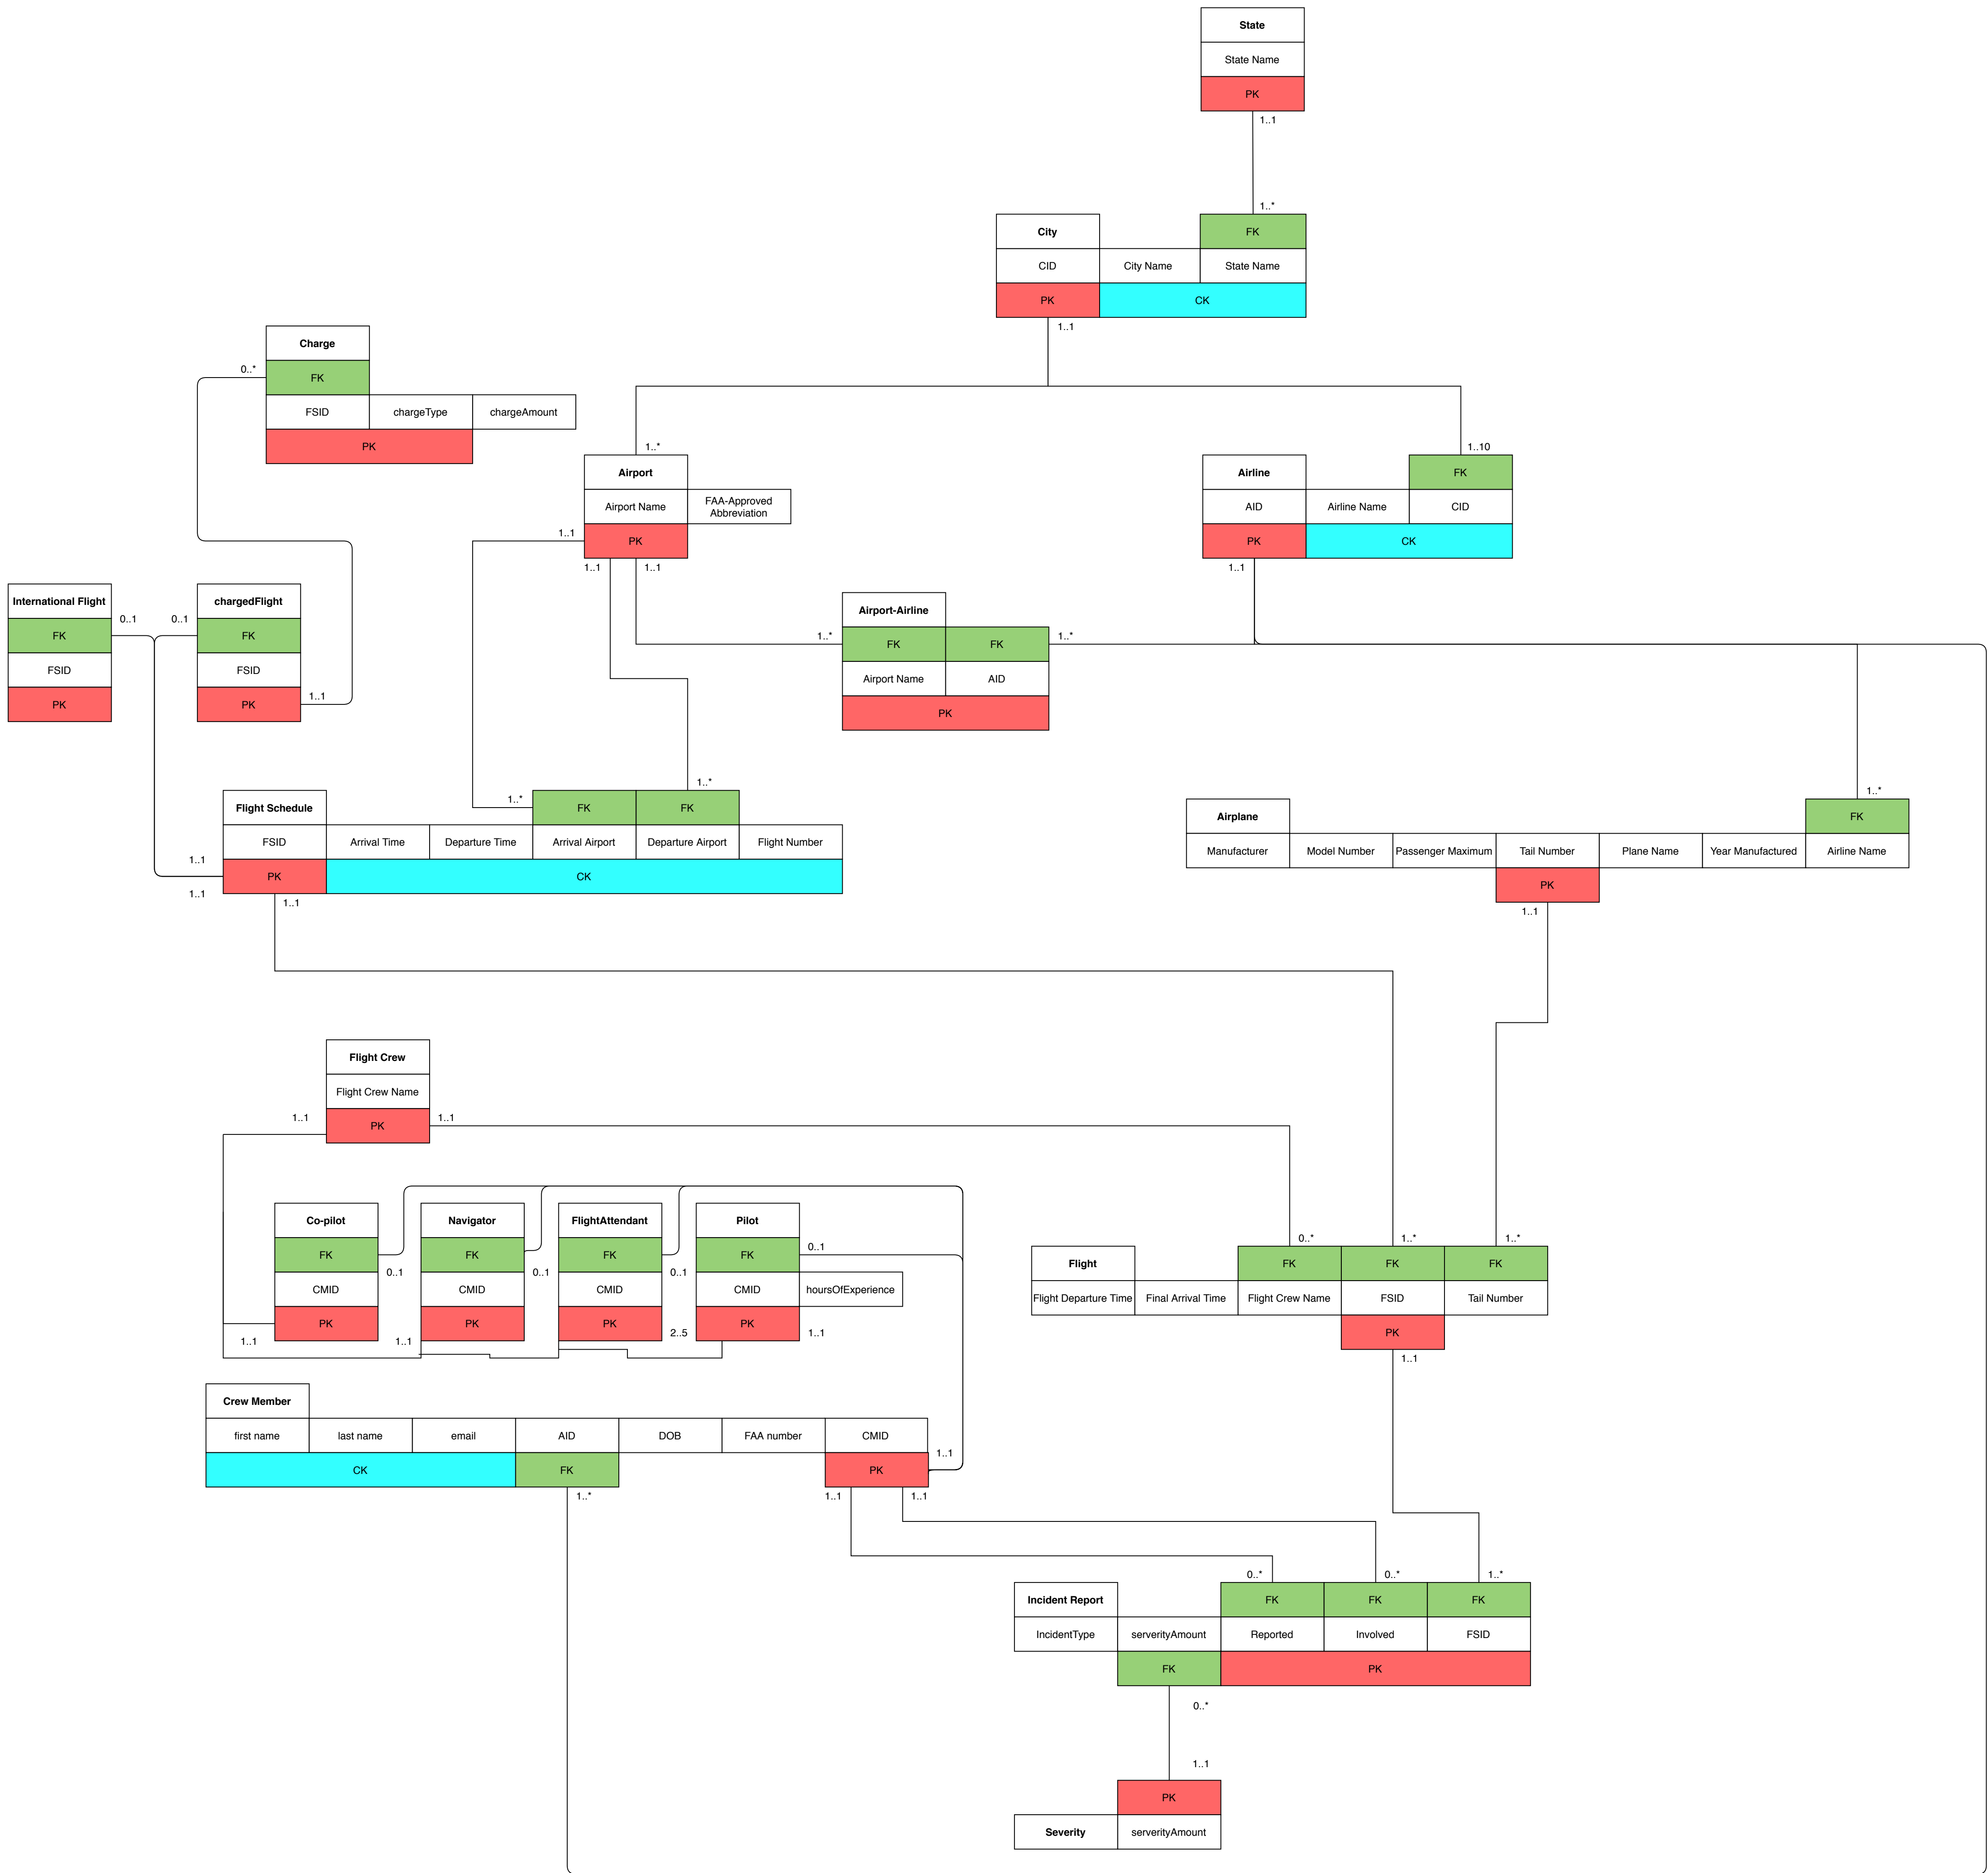 State
State Name
PK
1..1
1..*
City
FK
CID
City Name
State Name
PK
CK
1..1
Charge
0..*
FK
FSID
chargeType
chargeAmount
PK
1..*
1..10
Airport
Airport Name
FAA-Approved
Abbreviation
PK
1..1
1..1
1..1
Airline
FK
AID
Airline Name
CID
PK
CK
1..1
International Flight
FK
FSID
PK
0..1
0..1
chargedFlight
FK
FSID
PK
1..1
Airport-Airline
1..*
FK
FK
1..*
Airport Name
AID
PK
1..*
1..*
Flight Schedule
FK
FK
FSID
Arrival Time
Departure Time
Arrival Airport
Departure Airport
Flight Number
1..1
PK
CK
1..1
1..1
1..*
Airplane
FK
Manufacturer
Model Number
Passenger Maximum
Tail Number
Plane Name
Year Manufactured
Airline Name
PK
1..1
Flight Crew
Flight Crew Name
1..1
PK
1..1
Co-pilot
FK
0..1
CMID
PK
1..1
Navigator
FK
0..1
CMID
PK
1..1
FlightAttendant
FK
0..1
CMID
PK
2..5
Pilot
FK
0..1
CMID
hoursOfExperience
PK
1..1
0..*
1..*
1..*
Flight
FK
FK
FK
Flight Departure Time
Final Arrival Time
Flight Crew Name
FSID
Tail Number
PK
1..1
Crew Member
first name
last name
email
AID
DOB
FAA number
CMID
1..1
CK
FK
PK
1..*
1..1
1..1
0..*
0..*
1..*
Incident Report
FK
FK
FK
IncidentType
serverityAmount
Reported
Involved
FSID
FK
PK
0..*
1..1
PK
Severity
serverityAmount